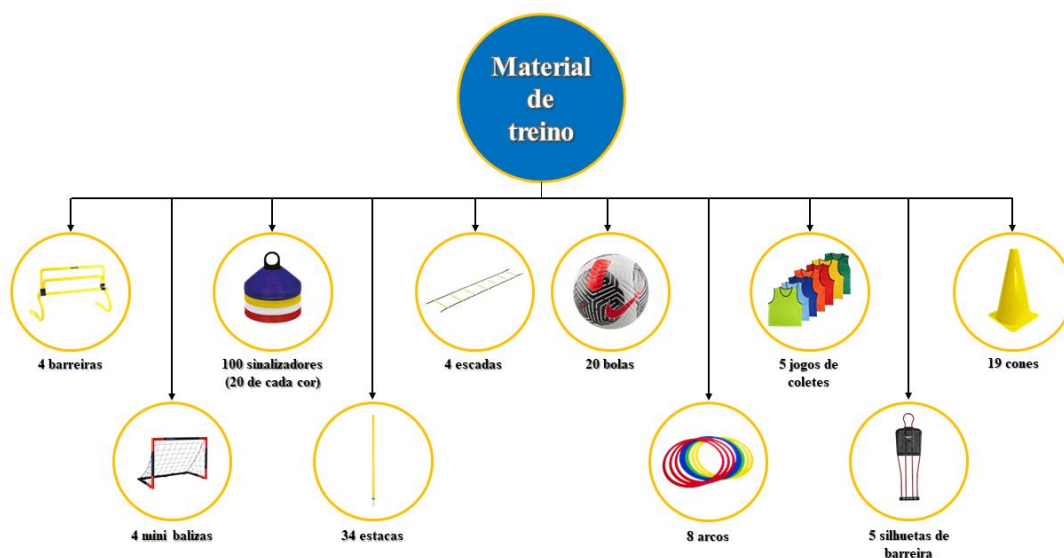 Material
de
treino
4 barreiras
100 sinalizadores
(20 de cada cor)
4 escadas
20 bolas
5 jogos de
coletes
19 cones
4 mini balizas
34 estacas
8 arcos
5 silhuetas de
barreira